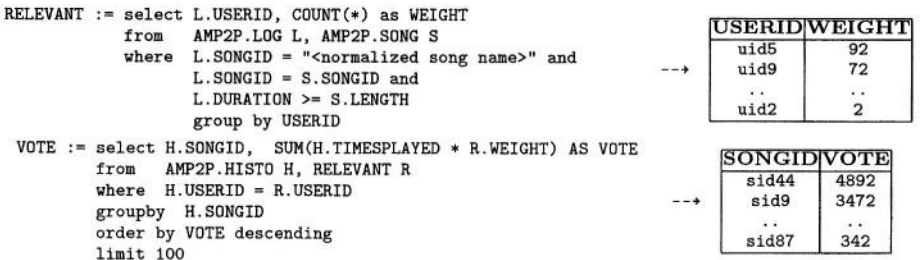 RELEVANT := select L.USERID, COUNT(*) as WEIGHT
from AMP2P.LOG L, AMP2P.SONG S
where L.SONGID = "<normalized song name>" and
L.SONGID = S.SONGID and
L.DURATION >= S.LENGTH
group by USERID
-->
USERID WEIGHT
uid5 92
uid9 72
.. ..
uid2 2
VOTE := select H.SONGID, SUM(H.TIMESPLAYED * R.WEIGHT) AS VOTE
from AMP2P.HISTO H, RELEVANT R
where H.USERID = R.USERID
groupby H.SONGID
order by VOTE descending
limit 100
-->
SONGID VOTE
sid44 4892
sid9 3472
.. ..
sid87 342